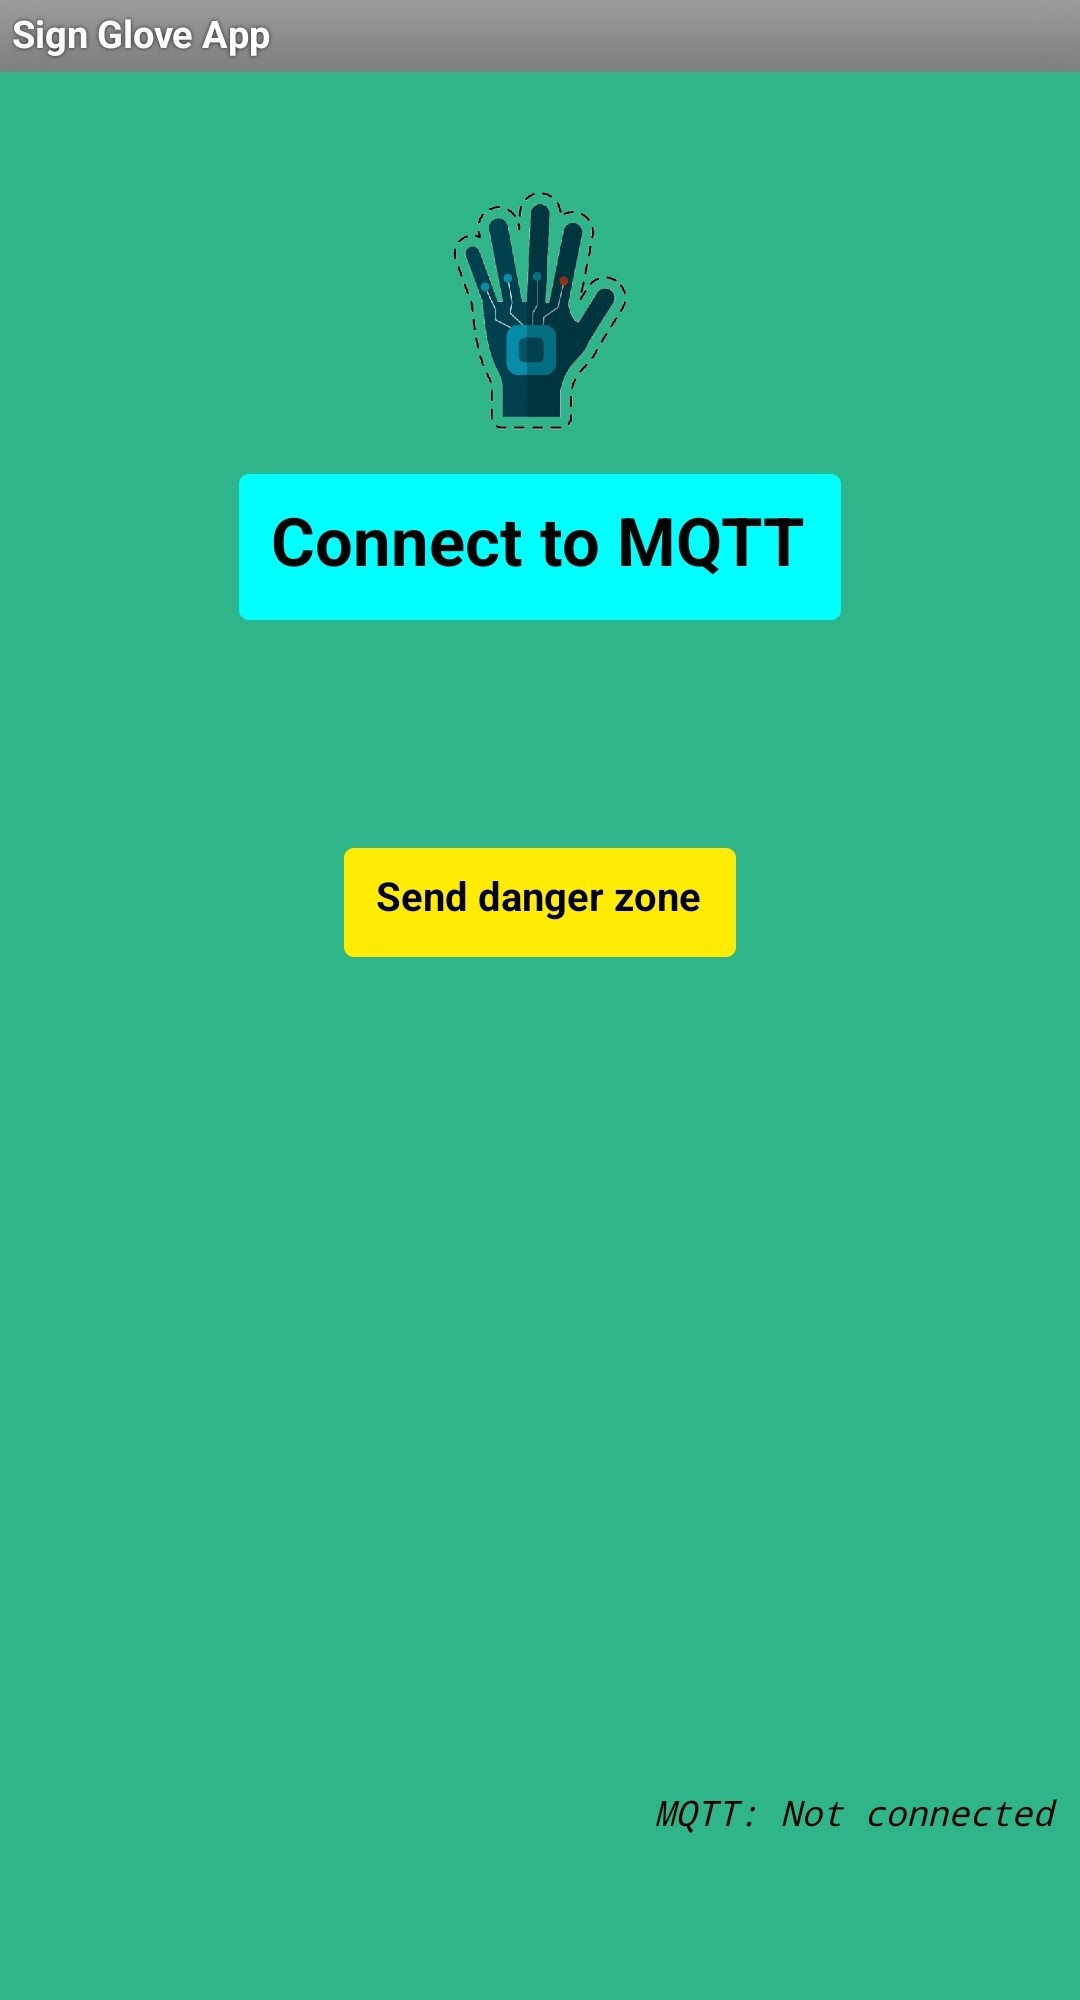 Sign Glove App
Connect to MQTT
Send danger zone
MQTT: Not connected